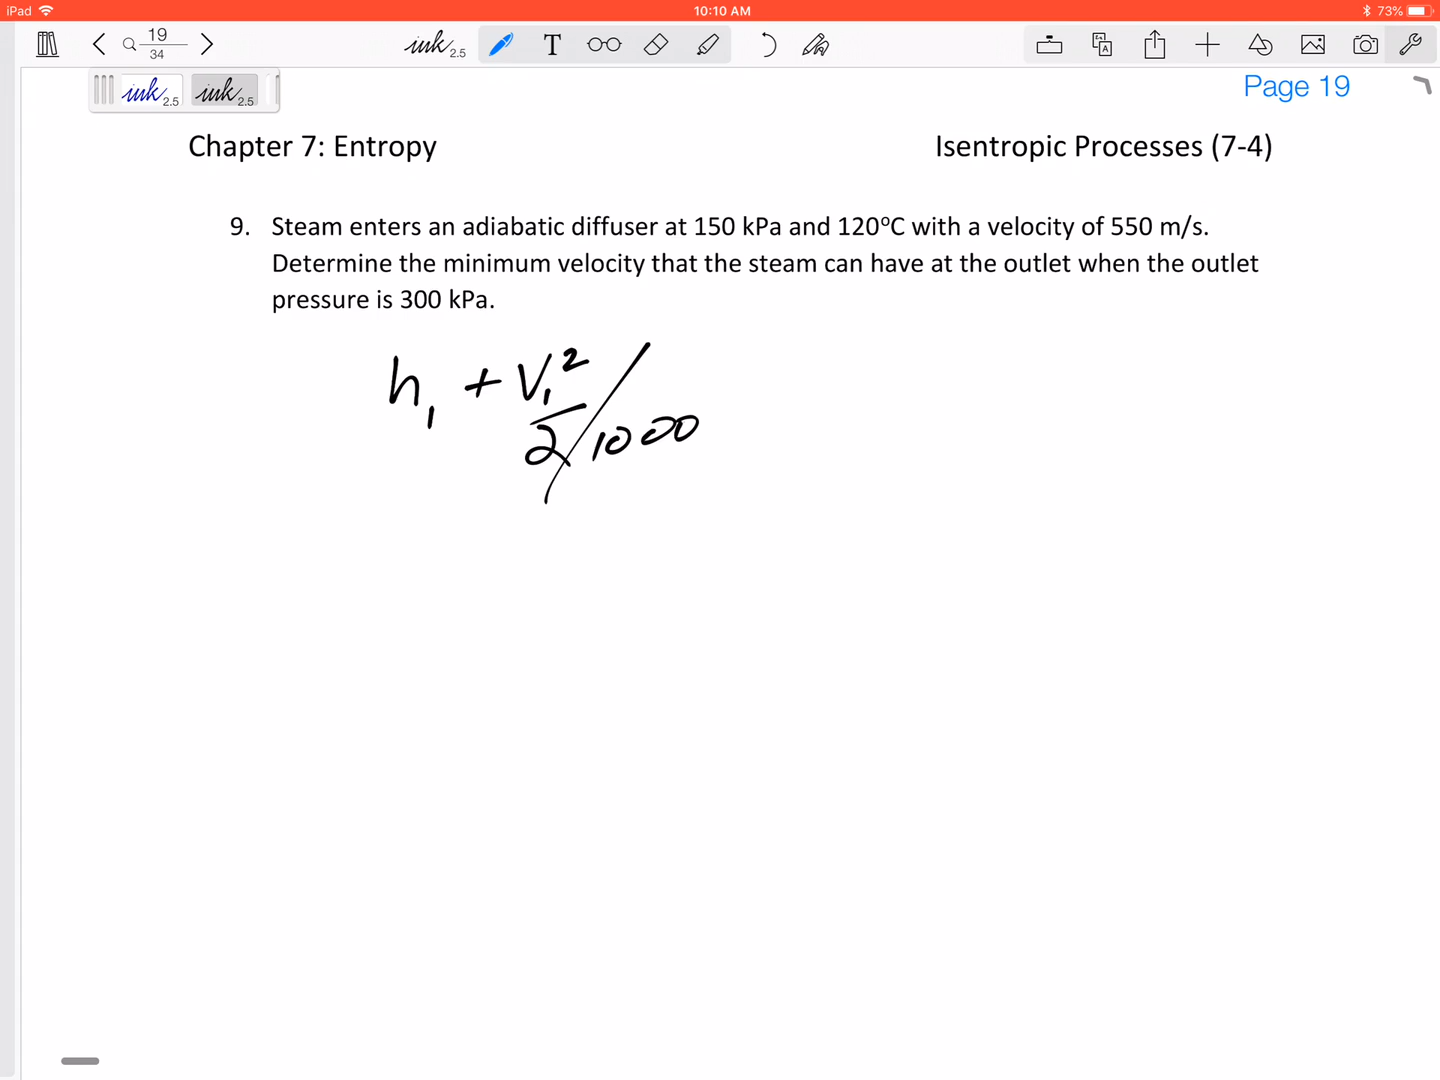 iPad 10:10 AM 73%
19
34
ink 2.5 T
ink 2.5 ink 2.5 Page 19
Chapter 7: Entropy Isentropic Processes (7-4)
9. Steam enters an adiabatic diffuser at 150 kPa and 120°C with a velocity of 550 m/s.
Determine the minimum velocity that the steam can have at the outlet when the outlet
pressure is 300 kPa.
h₁ + V₁²
2/1000